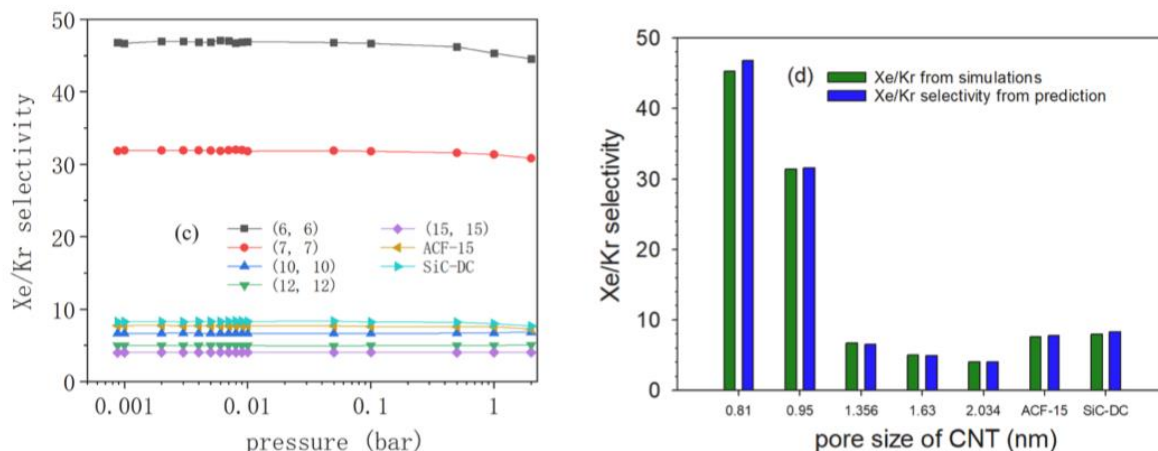 50
40
30
20
10
0
Xe/Kr selectivity
(c)
(6, 6)
(7, 7)
(10, 10)
(12, 12)
(15, 15)
ACF-15
SiC-DC
0.001
0.01
0.1
1
pressure (bar)
50
40
30
20
10
0
Xe/Kr selectivity
(d)
Xe/Kr from simulations
Xe/Kr selectivity from prediction
0.81
0.95
1.356
1.63
2.034
ACF-15
SiC-DC
pore size of CNT (nm)